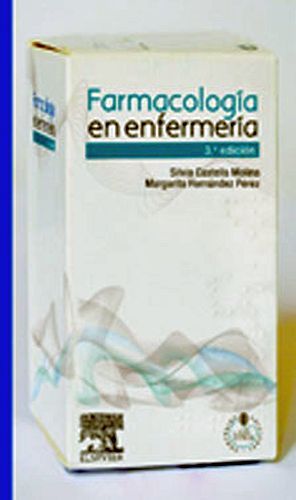 Farmacología
en enfermería
3.ª edición
Silvia Castells Molina
Margarita Hernández Pérez
ELSEVIER